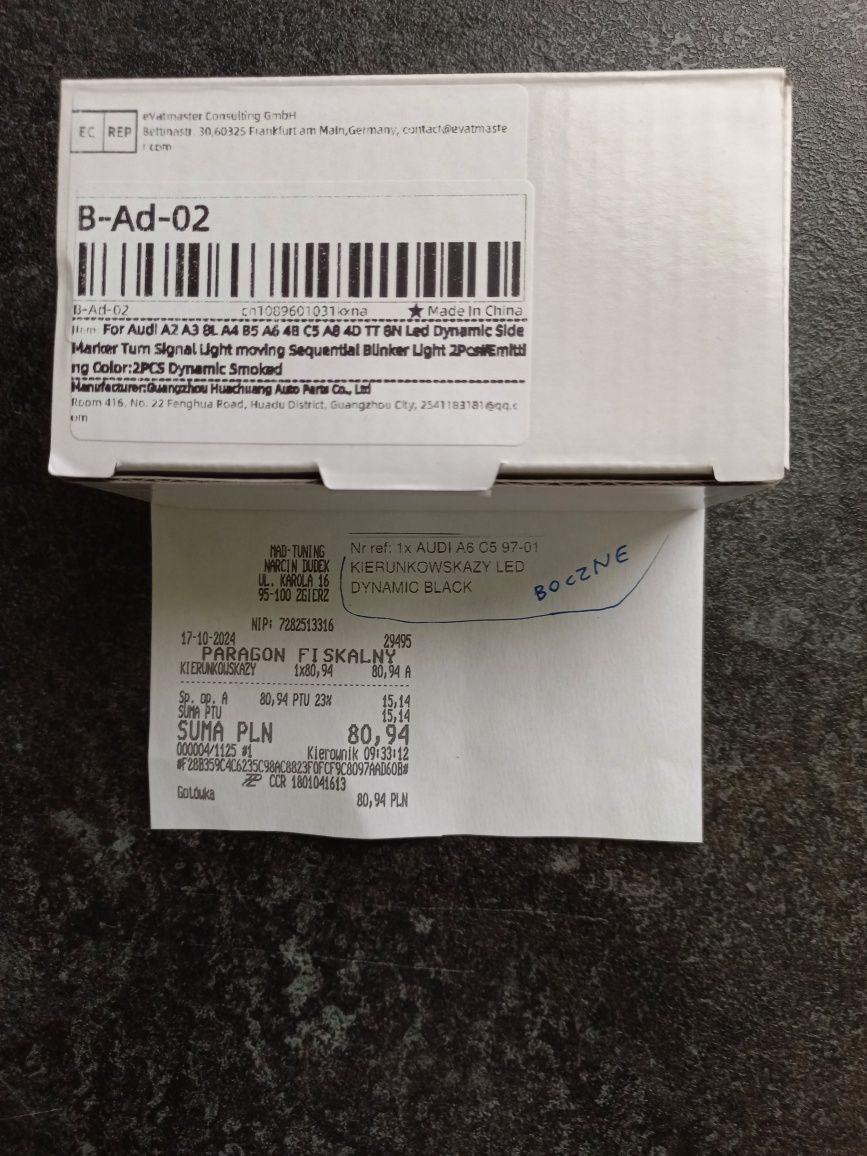 EC REP
eVatmaster Consulting GmbH
Bettinastr. 30,60325 Frankfurt am Main,Germany, contact@evatmaste
r.com
B-Ad-02
B-Ad-02 cn1089601031kxna ★ Made In China
Item: For Audi A2 A3 8L A4 B5 A6 4B C5 A8 4D TT 8N Led Dynamic Side
Marker Turn Signal Light moving Sequential Blinker Light 2Pcs#Emitti
ng Color:2PCS Dynamic Smoked
Manufacturer:Guangzhou Huachuang Auto Parts Co., Ltd
Room 416, No. 22 Fenghua Road, Huadu District, Guangzhou City, 2541183181@qq.c
om
MAD-TUNING
MARCIN DUDEK
UL. KAROLA 16
95-100 ZGIERZ
NIP: 7282513316
17-10-2024 29495
PARAGON FISKALNY
KIERUNKOWSKAZY 1x80,94 80,94 A
Sp. op. A 80,94 PTU 23% 15,14
SUMA PTU 15,14
SUMA PLN 80,94
000004/1125 #1 Kierownik 09:33:12
#F28B359C4C6235C98AC8823F0FCF9C8097AAD60B#
CCR 1801041613
Gotówka 80,94 PLN
Nr ref: 1x AUDI A6 C5 97-01
KIERUNKOWSKAZY LED
DYNAMIC BLACK
BOCZNE